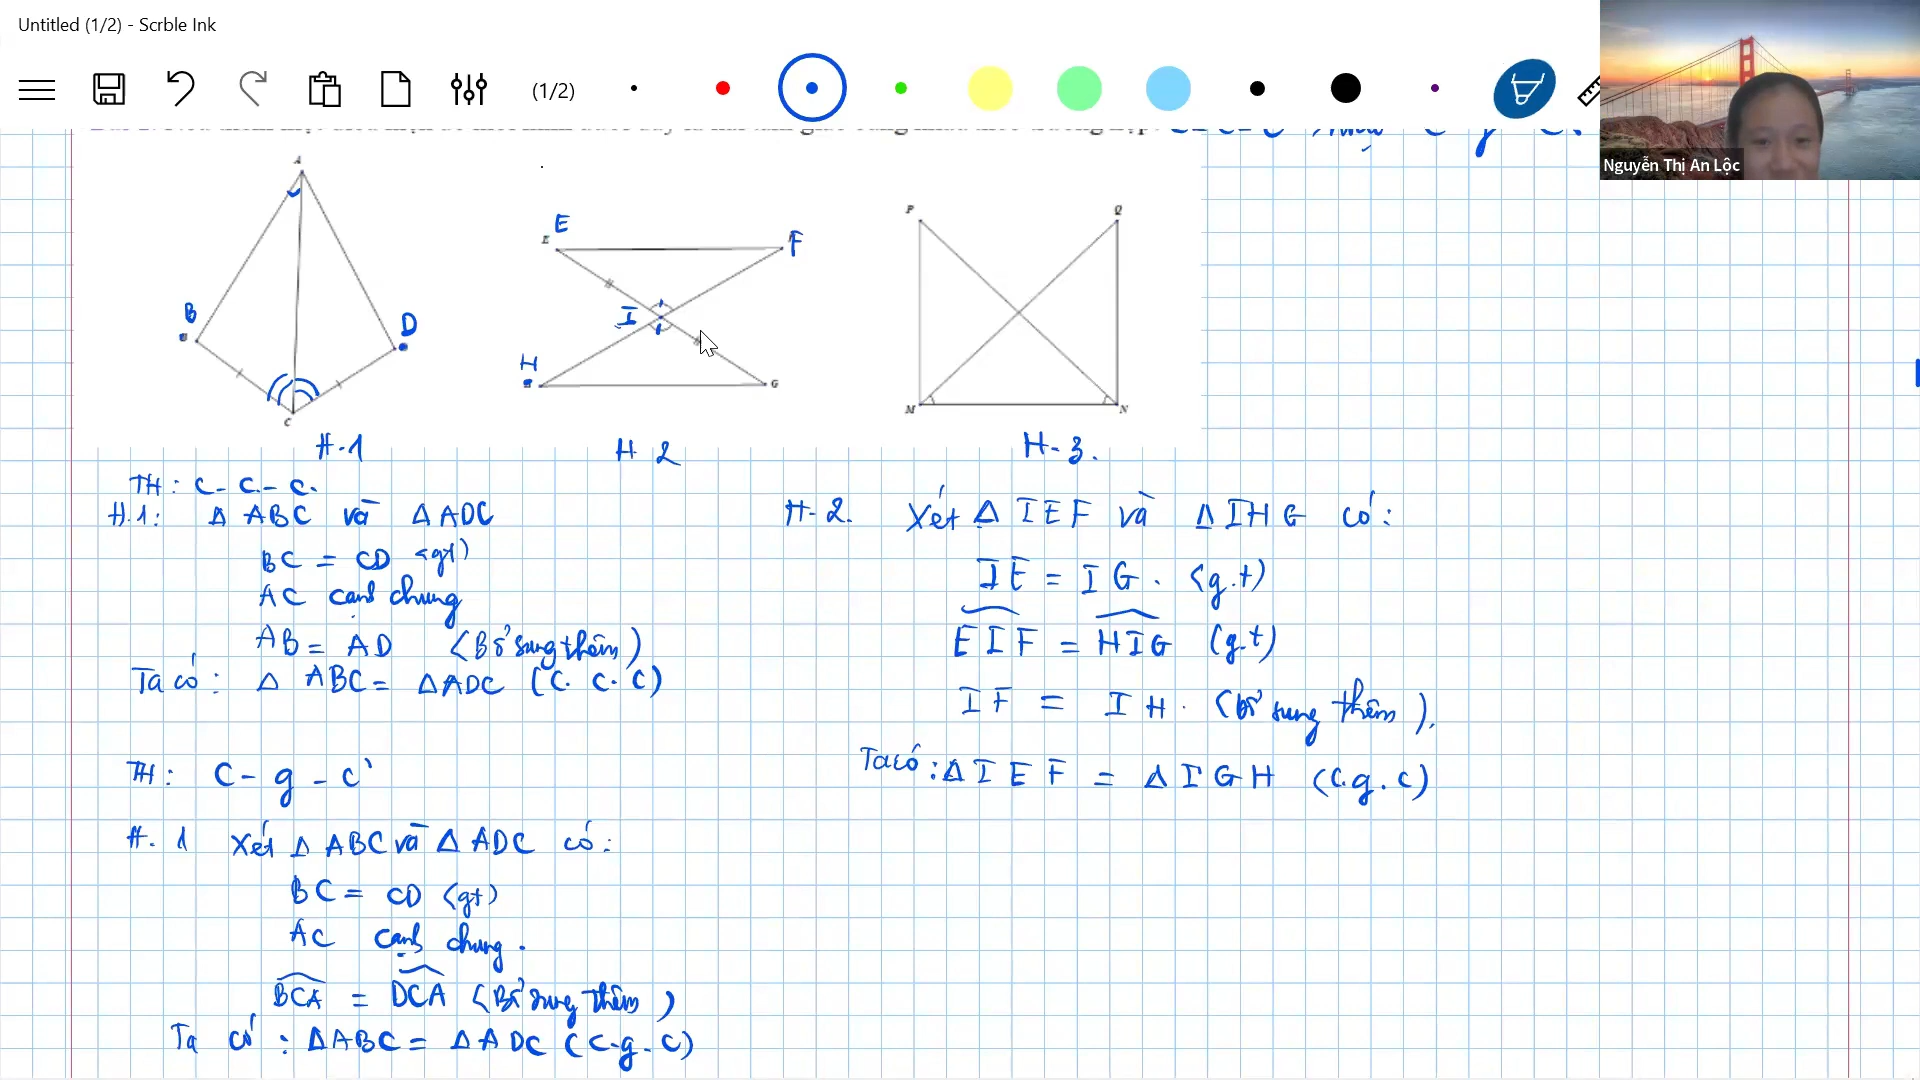 Untitled (1/2) - Scrble Ink
(1/2)
Nguyễn Thị An Lộc
A
B
D
C
H.1
E
E
F
I
H
G
H 2
P
Q
M
N
H-3.
TH: C-C-C.
H.1: Δ ABC và Δ ADC
BC = CD (gt)
AC cạnh chung
AB = AD (Bổ sung thêm)
Ta có: Δ ABC = Δ ADC (C.C.C)
TH: C-g-C
H.1 Xét Δ ABC và Δ ADC có:
BC = CD (gt)
AC cạnh chung.
BCA = DCA (Bổ sung thêm)
Ta có: ΔABC = ΔADC (C-g-C)
H-2. Xét Δ IEF và Δ IHG có:
IE = IG. (g.t)
EIF = HIG (g.t)
IF = IH. (bổ sung thêm).
Ta có: Δ IEF = Δ IGH (C.g.C)